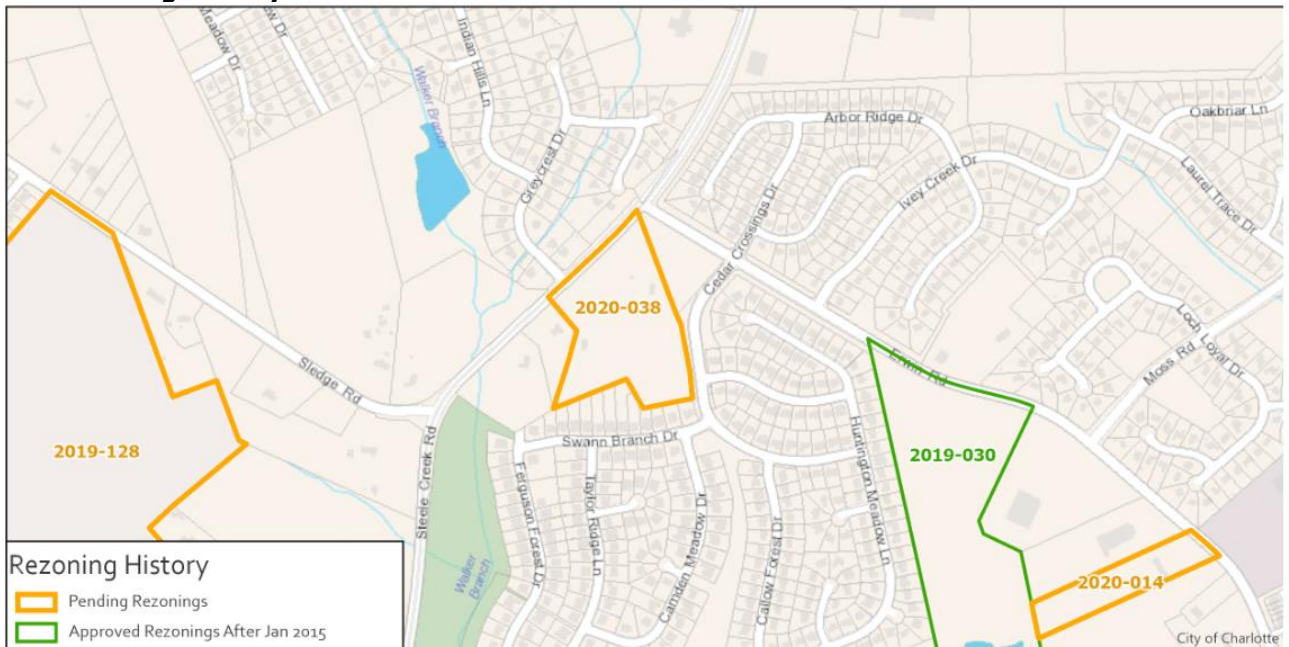 Meadow Dr
Indian Hills Ln
Walker Branch
Greycrest Dr
Arbor Ridge Dr
Oakbriar Ln
Laurel Trace Dr
Ivey Creek Dr
Cedar Crossings Dr
2020-038
Loch Loyal Dr
Moss Rd
Erwin Rd
Sledge Rd
2019-128
Steele Creek Rd
Swann Branch Dr
Huntington Meadow Ln
2019-030
Ferguson Forest Dr
Taylor Ridge Ln
Camden Meadow Dr
Callow Forest Dr
Walker
Branch
2020-014
Rezoning History
Pending Rezonings
Approved Rezonings After Jan 2015
City of Charlotte